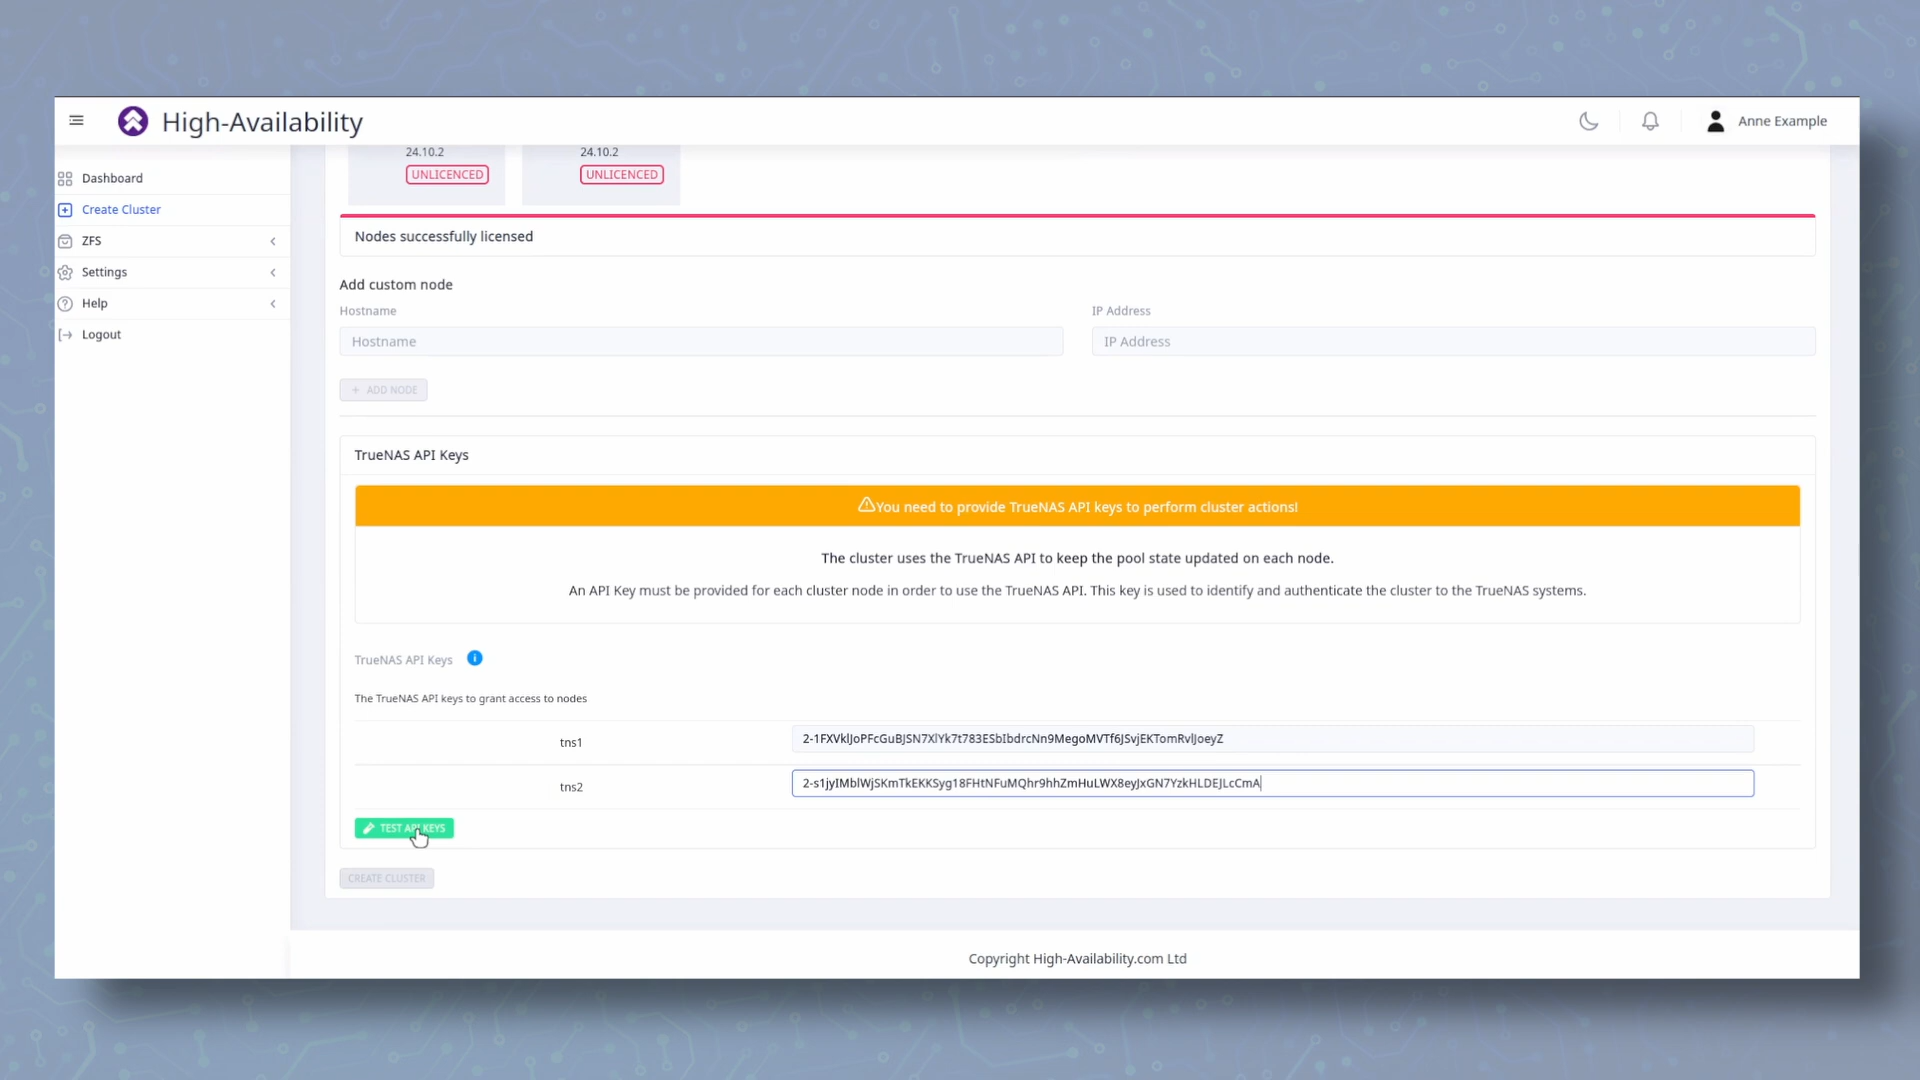 High-Availability
Anne Example
Dashboard
Create Cluster
ZFS
Settings
Help
Logout
24.10.2
UNLICENCED
24.10.2
UNLICENCED
Nodes successfully licensed
Add custom node
Hostname
IP Address
Hostname
IP Address
+ ADD NODE
TrueNAS API Keys
You need to provide TrueNAS API keys to perform cluster actions!
The cluster uses the TrueNAS API to keep the pool state updated on each node.
An API Key must be provided for each cluster node in order to use the TrueNAS API. This key is used to identify and authenticate the cluster to the TrueNAS systems.
TrueNAS API Keys
The TrueNAS API keys to grant access to nodes
tns1
2-1FXVklJoPFcGuBJSN7XlYk7t783ESbIbdrcNn9MegoMVTf6JSvjEKTomRvlJoeyZ
tns2
2-s1jyIMblWjSKmTkEKKSyg18FHtNFuMQhr9hhZmHuLWX8eyJxGN7YzkHLDEJLcCmA
TEST API KEYS
CREATE CLUSTER
Copyright High-Availability.com Ltd